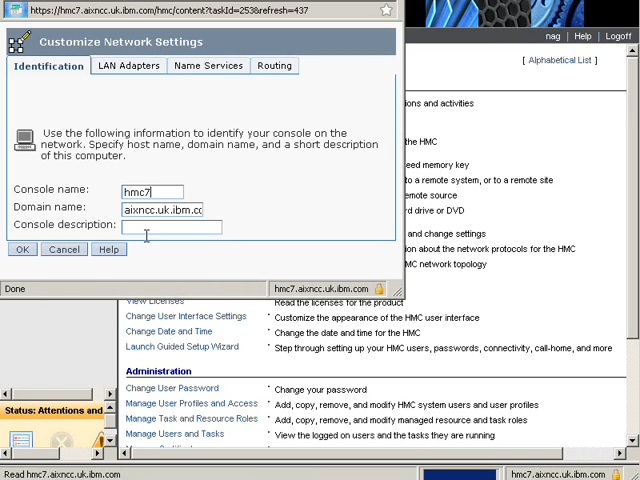 https://hmc7.aixncc.uk.ibm.com/hmc/content?taskId=253&refresh=437
Customize Network Settings
Identification
LAN Adapters
Name Services
Routing
Use the following information to identify your console on the
network. Specify host name, domain name, and a short description
of this computer.
Console name:
hmc7
Domain name:
aixncc.uk.ibm.co
Console description:
OK
Cancel
Help
Done
hmc7.aixncc.uk.ibm.com
nag | Help | Logoff
[ Alphabetical List ]
ons and activities
the HMC
eed memory key
to a remote system, or to a remote site
remote source
rd drive or DVD
and change settings
ion about the network protocols for the HMC
MC network topology
View Licenses
Read the licenses for the product
Change User Interface Settings
Customize the appearance of the HMC user interface
Change Date and Time
Change the date and time for the HMC
Launch Guided Setup Wizard
Step through setting up your HMC users, passwords, connectivity, call-home, and more
Administration
Change User Password
Change your password
Manage User Profiles and Access
Add, copy, remove, and modify HMC system users and user profiles
Manage Task and Resource Roles
Add, copy, remove, and modify managed resource and task roles
Manage Users and Tasks
View the logged on users and the tasks they are running
Status: Attentions and
Read hmc7.aixncc.uk.ibm.com
hmc7.aixncc.uk.ibm.com